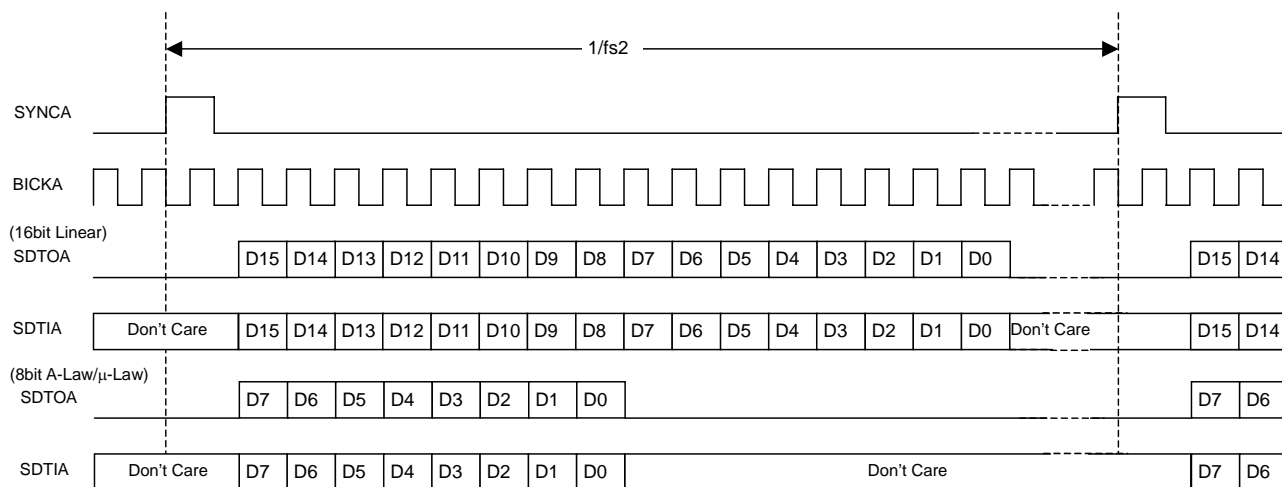 1/fs2
SYNCA
BICKA
(16bit Linear)
SDTOA D15 D14 D13 D12 D11 D10 D9 D8 D7 D6 D5 D4 D3 D2 D1 D0 D15 D14
SDTIA Don't Care D15 D14 D13 D12 D11 D10 D9 D8 D7 D6 D5 D4 D3 D2 D1 D0 Don't Care D15 D14
(8bit A-Law/μ-Law)
SDTOA D7 D6 D5 D4 D3 D2 D1 D0 D7 D6
SDTIA Don't Care D7 D6 D5 D4 D3 D2 D1 D0 Don't Care D7 D6